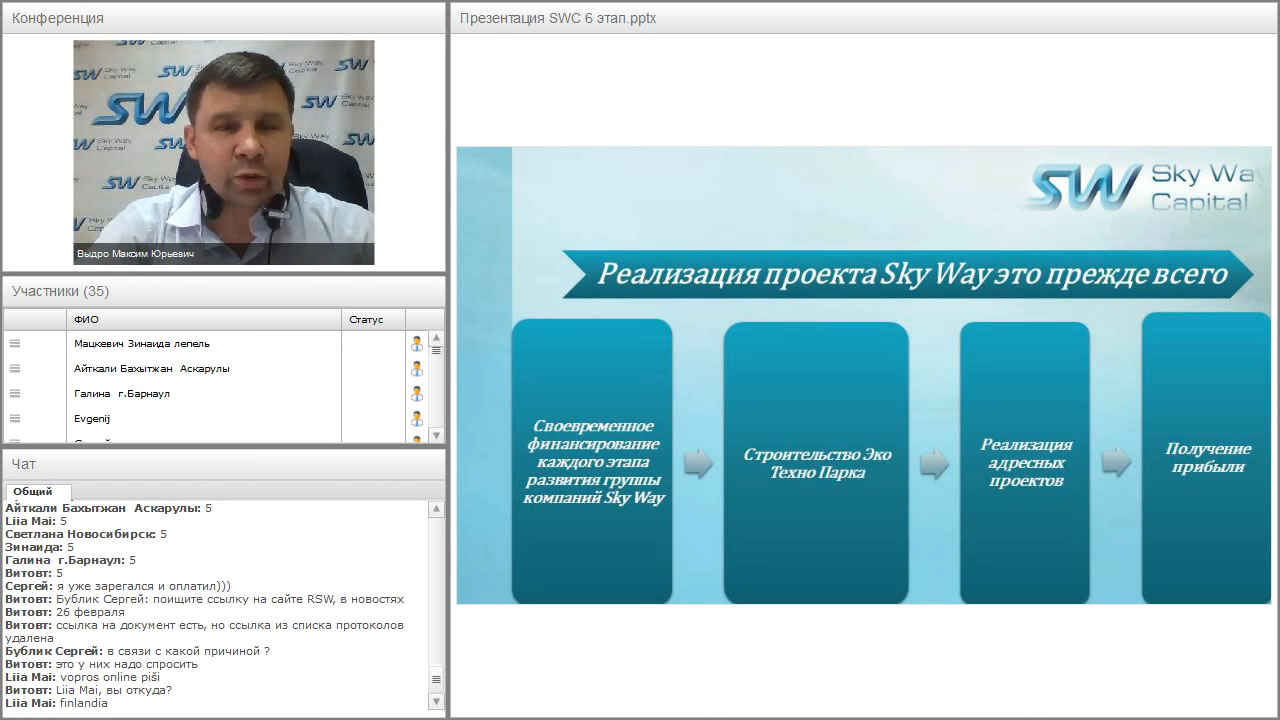 Конференция
SW Sky Way Capital
Выдро Максим Юрьевич
Участники (35)
ФИО
Статус
Мацкевич Зинаида лепель
Айткали Бахытжан Аскарулы
Галина г.Барнаул
Evgenij
Чат
Общий
Айткали Бахытжан Аскарулы: 5
Liia Mai: 5
Светлана Новосибирск: 5
Зинаида: 5
Галина г.Барнаул: 5
Витовт: 5
Сергей: я уже зарегался и оплатил)))
Витовт: Бублик Сергей: поищите ссылку на сайте RSW, в новостях
Витовт: 26 февраля
Витовт: ссылка на документ есть, но ссылка из списка протоколов
удалена
Бублик Сергей: в связи с какой причиной ?
Витовт: это у них надо спросить
Liia Mai: vopros online piši
Витовт: Liia Mai, вы откуда?
Liia Mai: finlandia
Презентация SWC 6 этап.pptx
SW Sky Way
Capital
Реализация проекта Sky Way это прежде всего
Своевременное
финансирование
каждого этапа
развития группы
компаний Sky Way
Строительство Эко
Техно Парка
Реализация
адресных
проектов
Получение
прибыли